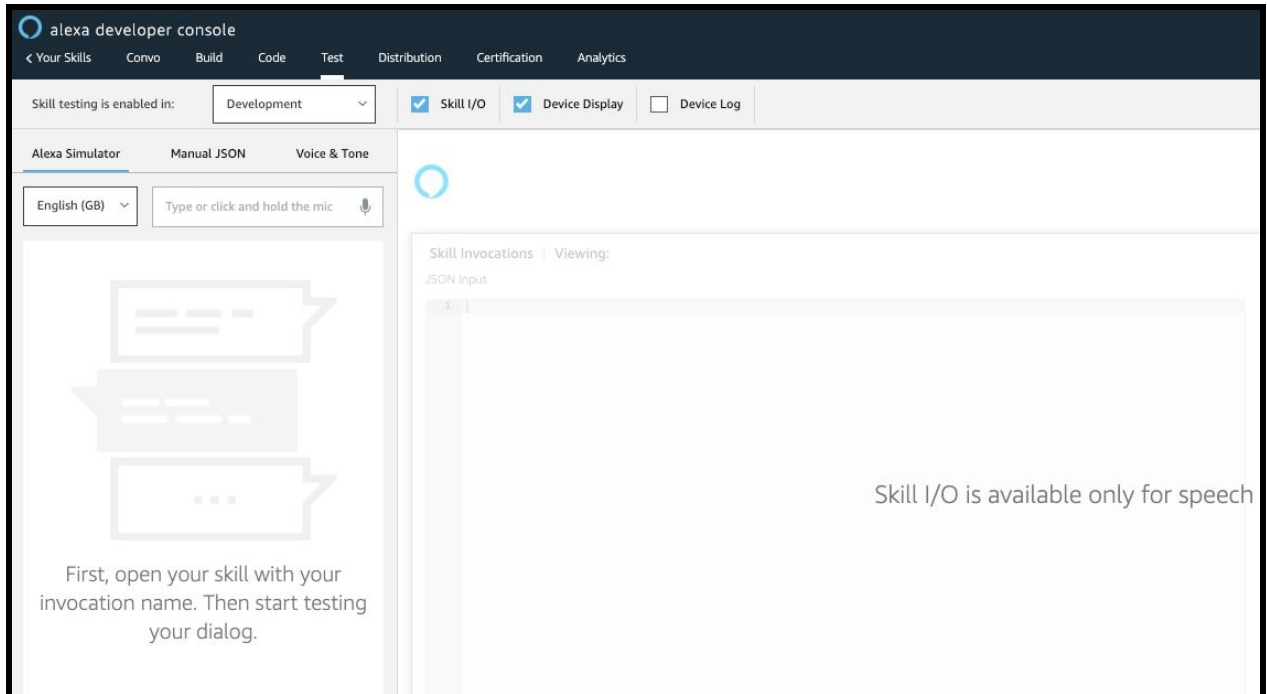 alexa developer console
< Your Skills Convo Build Code Test Distribution Certification Analytics
Skill testing is enabled in: Development Skill I/O Device Display Device Log
Alexa Simulator Manual JSON Voice & Tone
English (GB) Type or click and hold the mic
Skill Invocations | Viewing:
JSON Input
1
Skill I/O is available only for speech
First, open your skill with your
invocation name. Then start testing
your dialog.